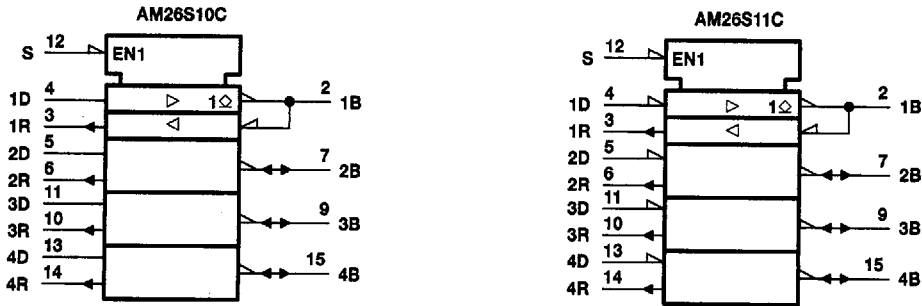 AM26S10C
S 12 EN1
1D 4 1 2 1B
1R 3
2D 5
2R 6 7 2B
3D 11
3R 10 9 3B
4D 13
4R 14 15 4B
AM26S11C
S 12 EN1
1D 4 1 2 1B
1R 3
2D 5
2R 6 7 2B
3D 11
3R 10 9 3B
4D 13
4R 14 15 4B